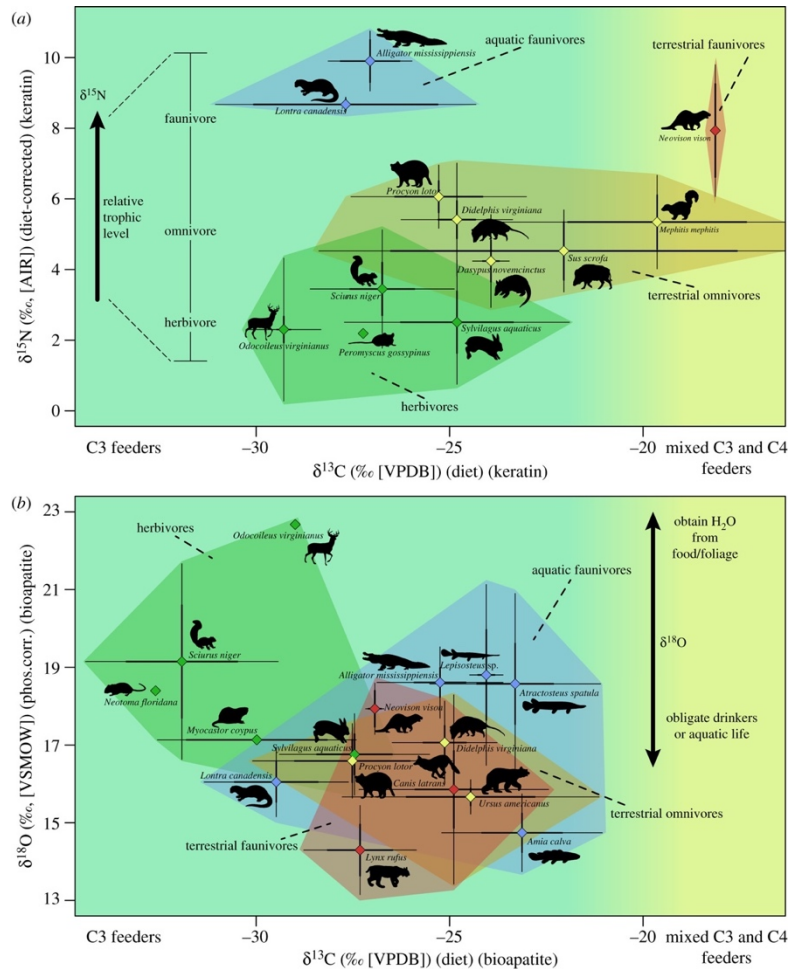 (a)
10
8
6
4
2
0
δ15N (‰, [AIR]) (diet-corrected) (keratin)
δ15N
relative
trophic
level
faunivore
omnivore
herbivore
Alligator mississippiensis
aquatic faunivores
Lontra canadensis
terrestrial faunivores
Neovison vison
Procyon lotor
Didelphis virginiana
Mephitis mephitis
Dasypus novemcinctus
Sus scrofa
terrestrial omnivores
Sciurus niger
Odocoileus virginianus
Peromyscus gossypinus
Sylvilagus aquaticus
herbivores
C3 feeders
–30
–25
–20
mixed C3 and C4
feeders
δ13C (‰ [VPDB]) (diet) (keratin)
(b)
23
21
19
17
15
13
δ18O (‰, [VSMOW]) (phos.corr.) (bioapatite)
herbivores
Odocoileus virginianus
obtain H2O
from
food/foliage
aquatic faunivores
δ18O
obligate drinkers
or aquatic life
Sciurus niger
Neotoma floridana
Alligator mississippiensis
Lepisosteus sp.
Atractosteus spatula
Neovison vison
Myocastor coypus
Sylvilagus aquaticus
Didelphis virginiana
Procyon lotor
Lontra canadensis
Canis latrans
Ursus americanus
terrestrial omnivores
terrestrial faunivores
Amia calva
Lynx rufus
C3 feeders
–30
–25
–20
mixed C3 and C4
feeders
δ13C (‰ [VPDB]) (diet) (bioapatite)